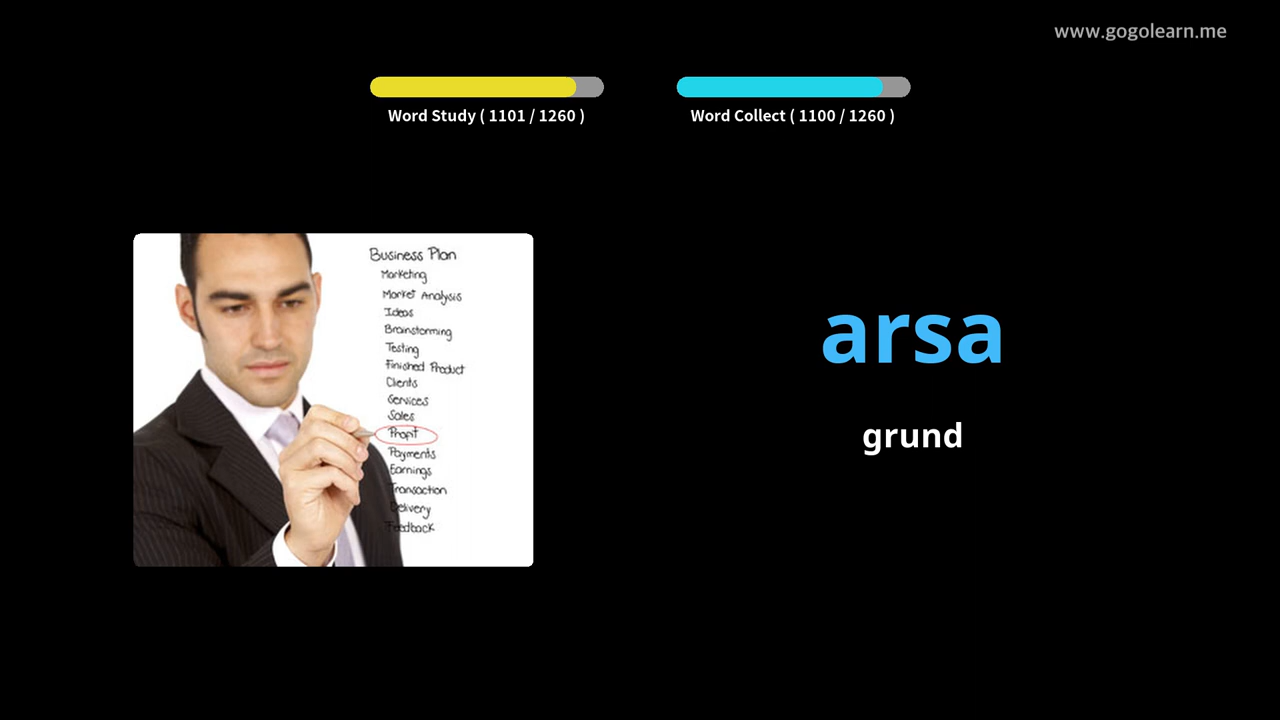 www.gogolearn.me
Word Study ( 1101 / 1260 )
Word Collect ( 1100 / 1260 )
Business Plan
Marketing
Market Analysis
Ideas
Brainstorming
Testing
Finished Product
Clients
Services
Sales
Profit
Payments
Earnings
Transaction
Delivery
Feedback
arsa
grund